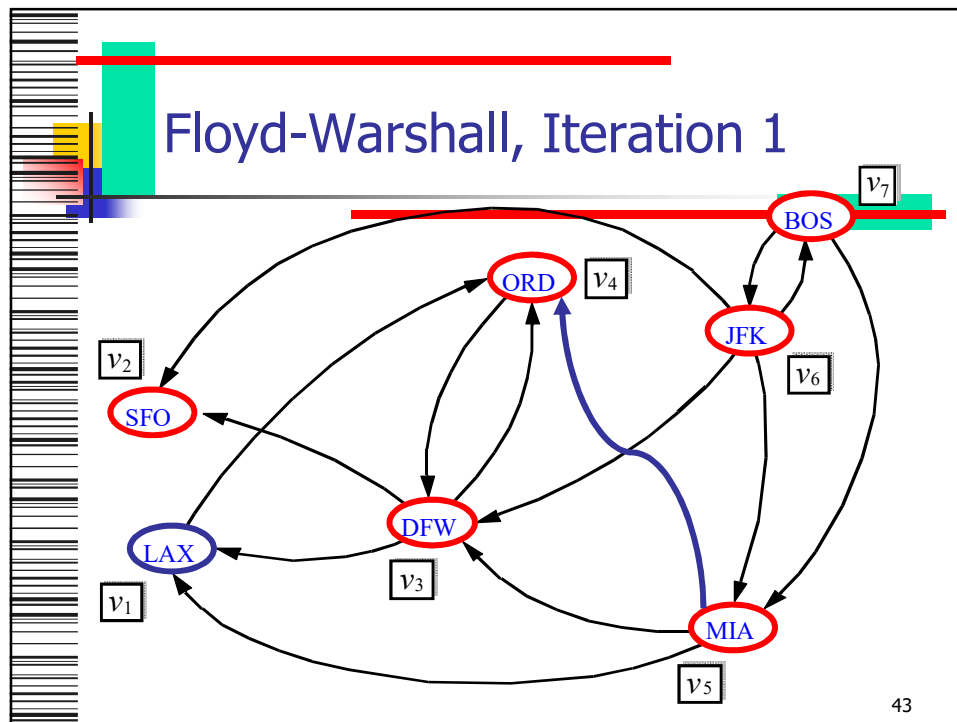 Floyd-Warshall, Iteration 1
v7
BOS
ORD
v4
JFK
v2
v6
SFO
DFW
LAX
v3
v1
MIA
v5
43